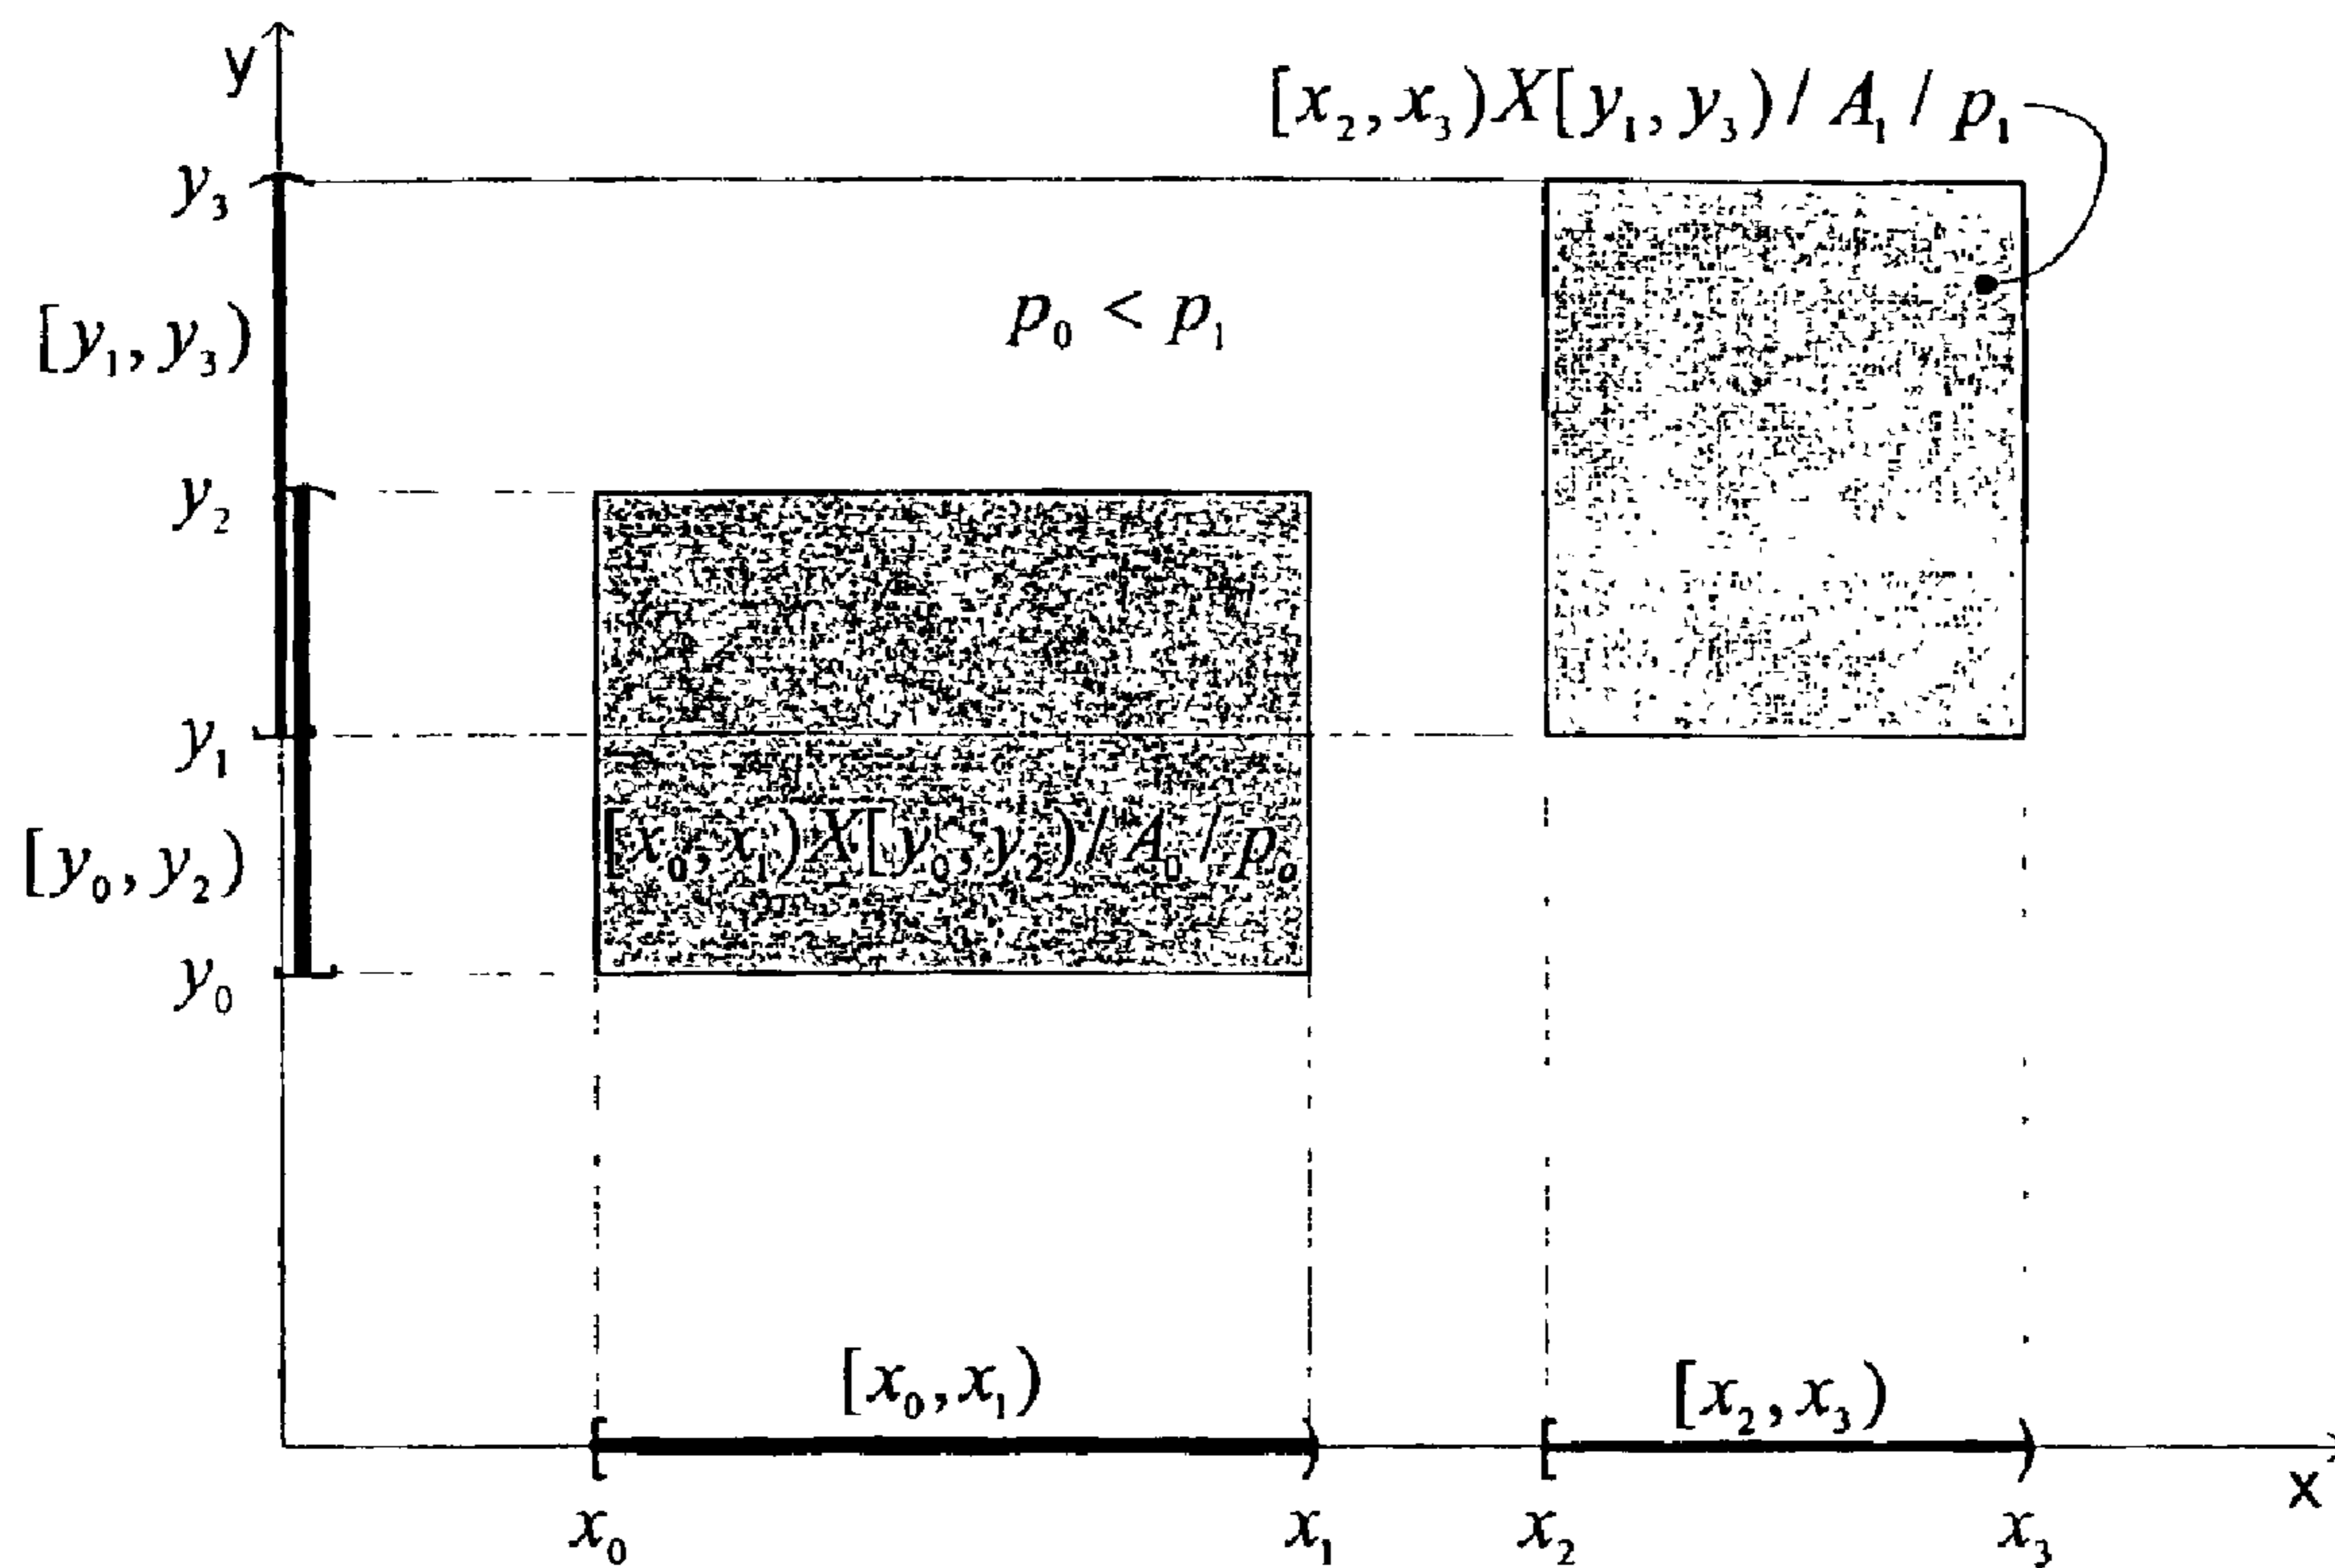 y
[x₂, x₃)X[y₁, y₃)/ A₁ / p₁
y₃
p₀ < p₁
[y₁, y₃)
y₂
y₁
[x₀, x₁)X[y₀, y₂)/ A₀ / p₀
[y₀, y₂)
y₀
[x₀, x₁)
[x₂, x₃)
x
x₀
x₁
x₂
x₃